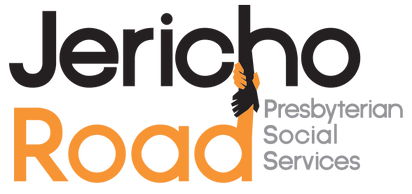 Jericho
Road
Presbyterian
Social
Services